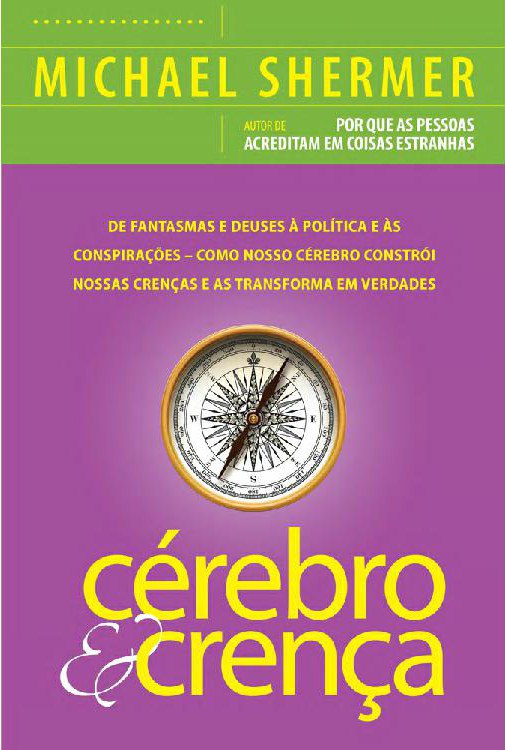 MICHAEL SHERMER
AUTOR DE POR QUE AS PESSOAS
ACREDITAM EM COISAS ESTRANHAS
DE FANTASMAS E DEUSES À POLÍTICA E ÀS
CONSPIRAÇÕES – COMO NOSSO CÉREBRO CONSTRÓI
NOSSAS CRENÇAS E AS TRANSFORMA EM VERDADES
W E
S
cérebro
& crença